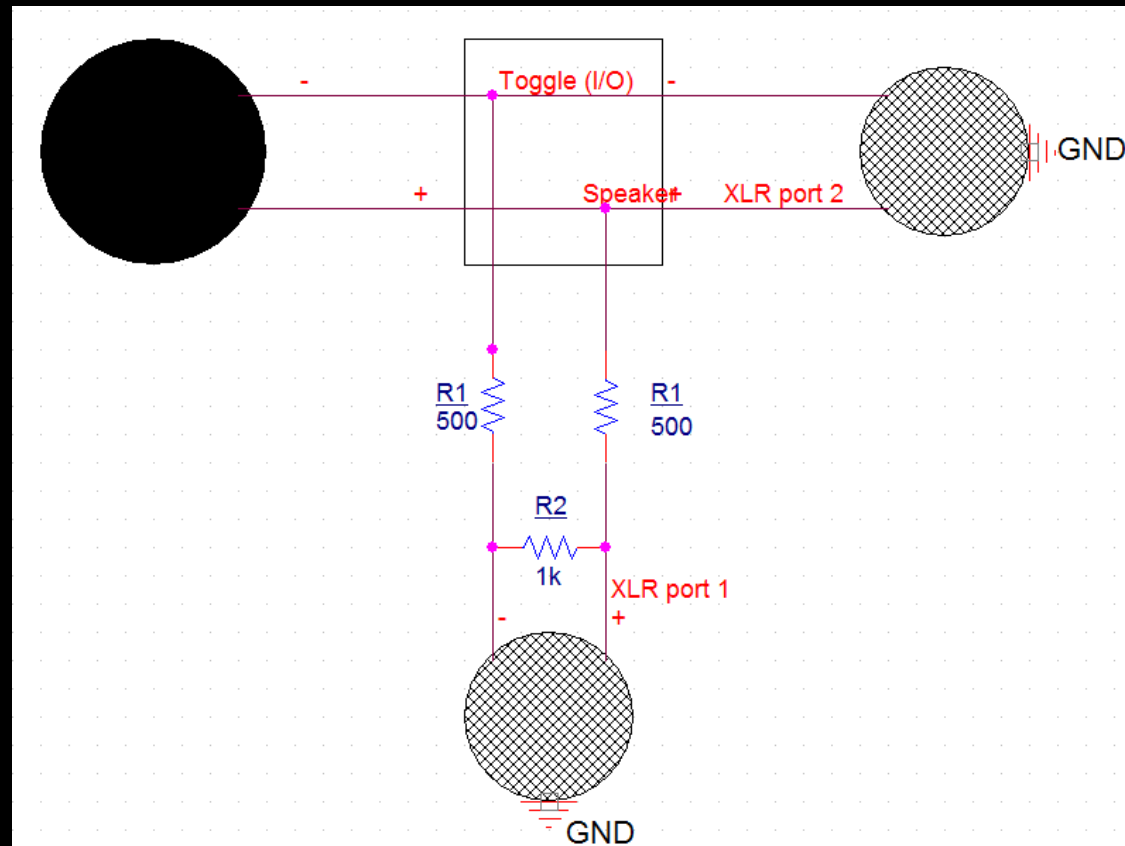 - Toggle (I/O) -
GND
+ Speaker + XLR port 2
R1 R1
500 500
R2
1k
XLR port 1
- +
GND